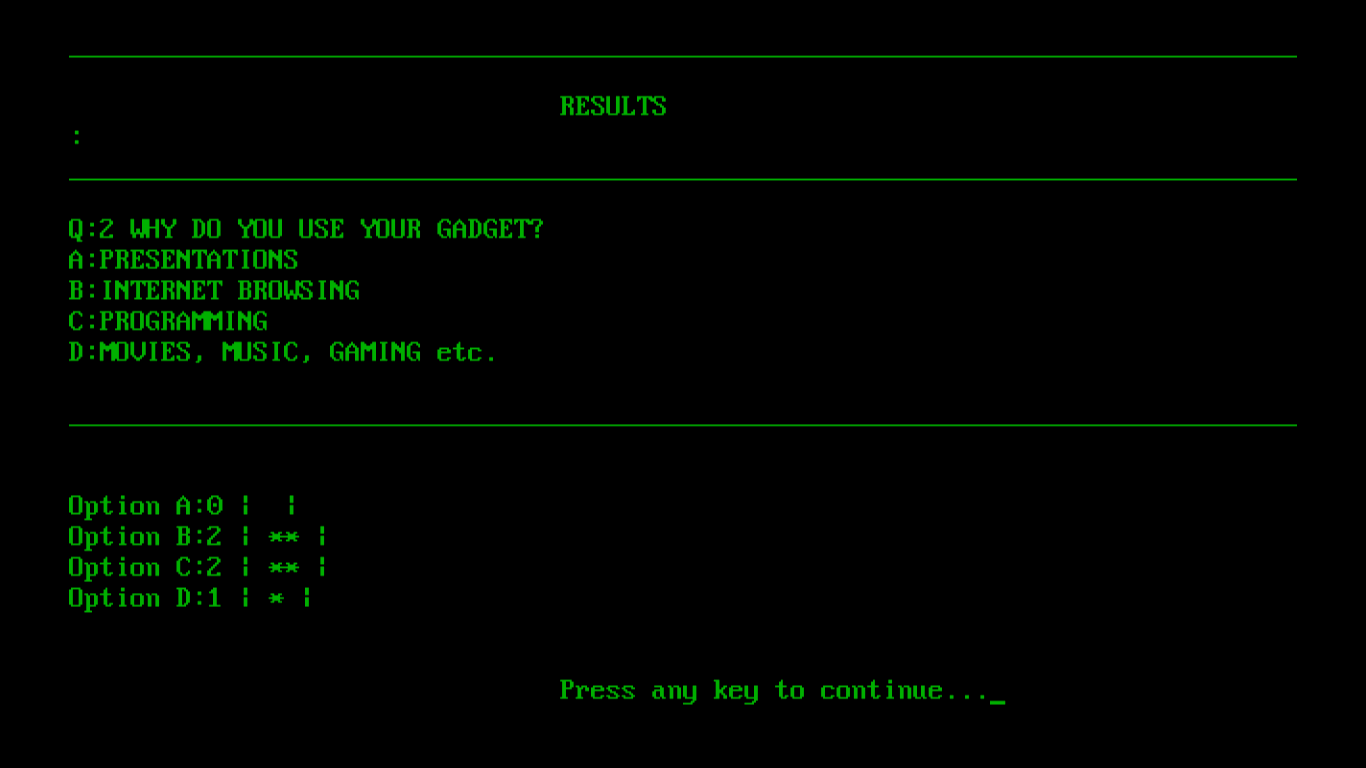 RESULTS
:
Q:2 WHY DO YOU USE YOUR GADGET?
A:PRESENTATIONS
B:INTERNET BROWSING
C:PROGRAMMING
D:MOVIES, MUSIC, GAMING etc.
Option A:0 |  |
Option B:2 | ** |
Option C:2 | ** |
Option D:1 | * |
Press any key to continue..._